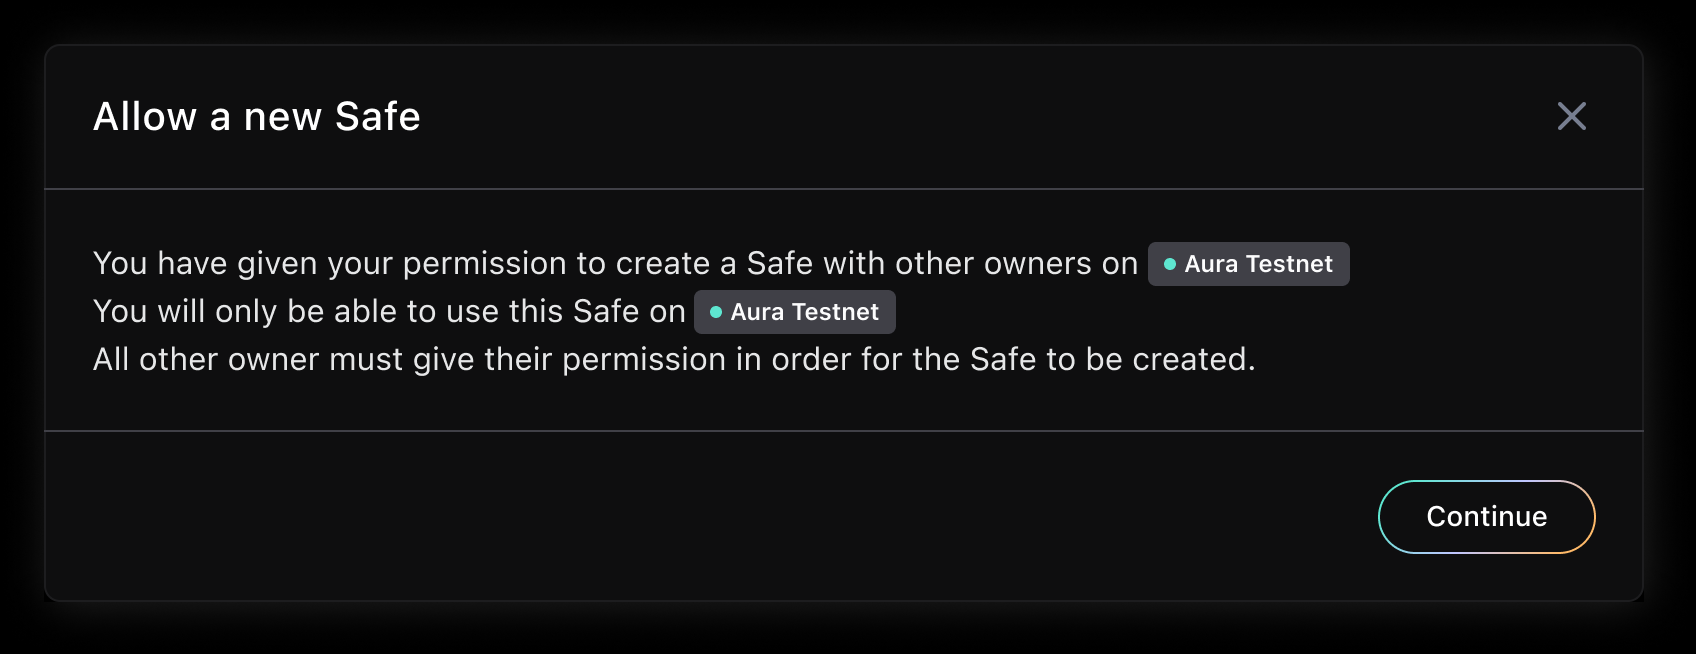 Allow a new Safe
You have given your permission to create a Safe with other owners on Aura Testnet
You will only be able to use this Safe on Aura Testnet
All other owner must give their permission in order for the Safe to be created.
Continue